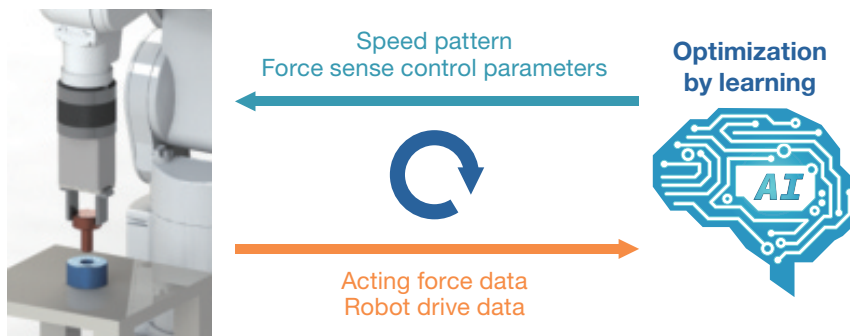 Speed pattern
Force sense control parameters
Optimization
by learning
AI
Acting force data
Robot drive data